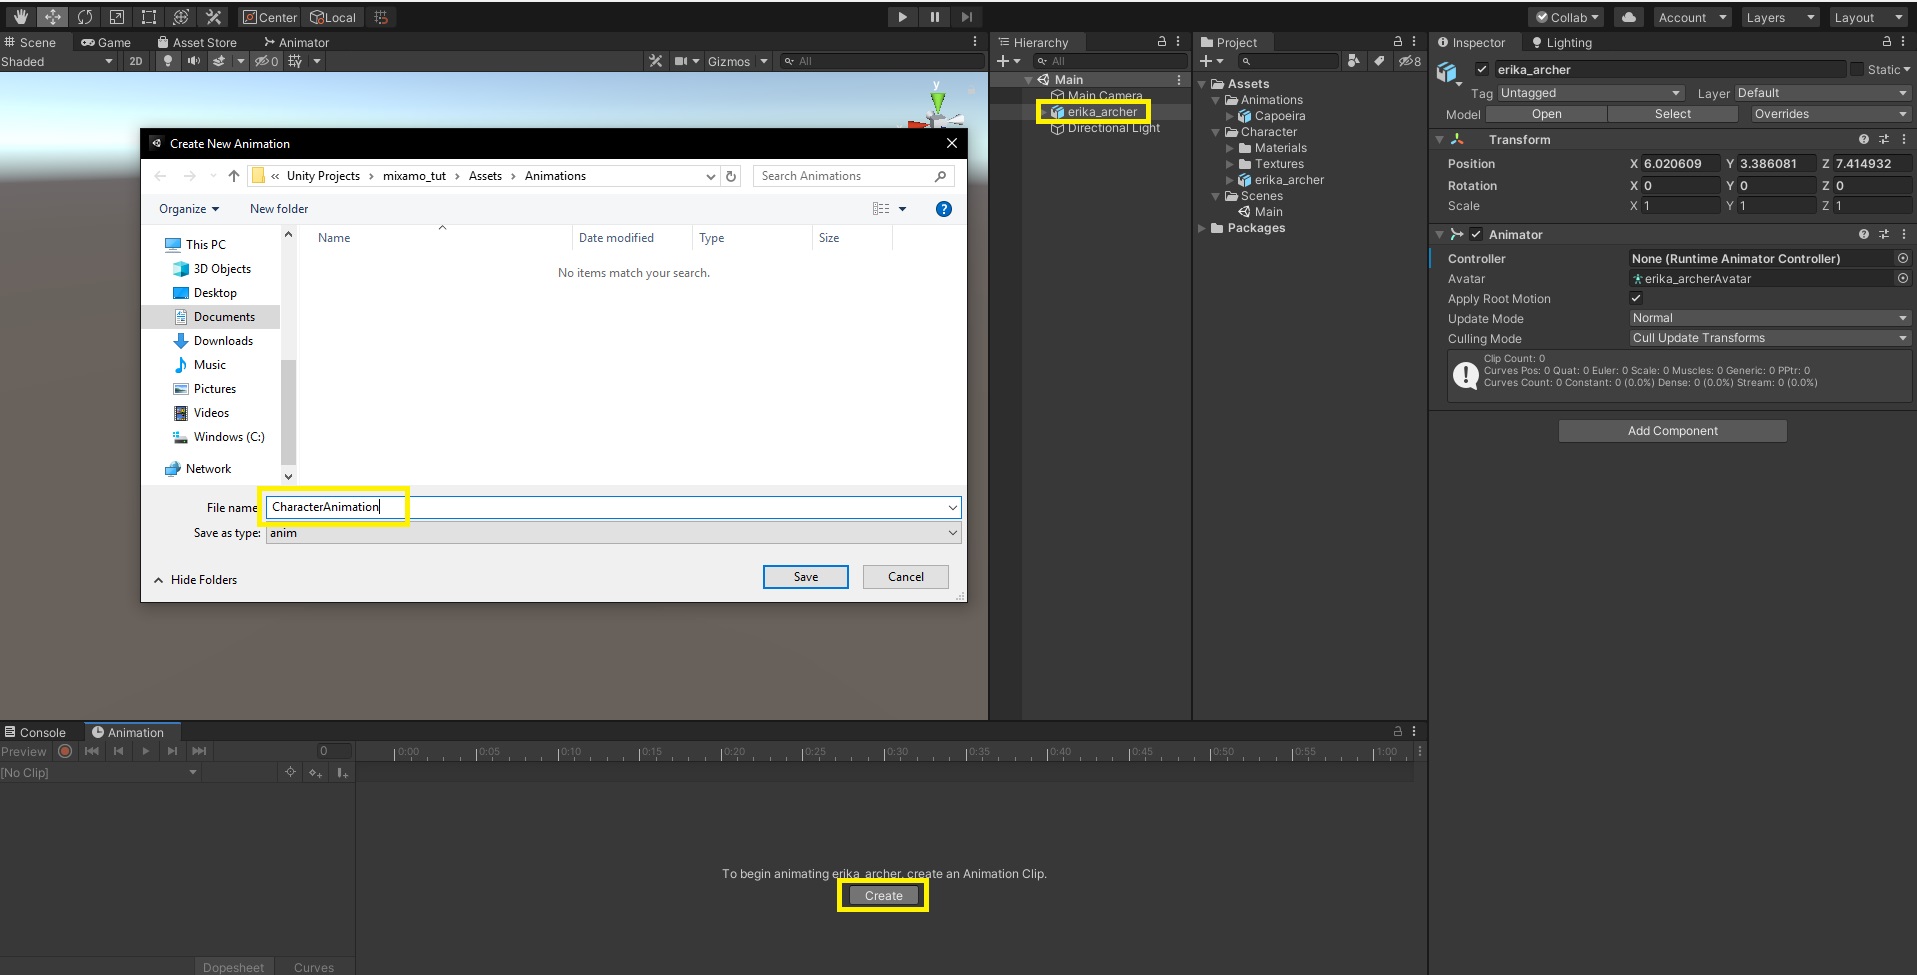 Center Local
Collab Account Layers Layout
Scene Game Asset Store Animator
Shaded 2D 0 Gizmos All
y
Create New Animation
« Unity Projects › mixamo_tut › Assets › Animations
Search Animations
Organize New folder ?
This PC
3D Objects
Desktop
Documents
Downloads
Music
Pictures
Videos
Windows (C:)
Network
Name Date modified Type Size
No items match your search.
File name: CharacterAnimation
Save as type: anim
Hide Folders
Save Cancel
Hierarchy
All
Main
Main Camera
erika_archer
Directional Light
Project
8
Assets
Animations
Capoeira
Character
Materials
Textures
erika_archer
Scenes
Main
Packages
Inspector Lighting
erika_archer Static
Tag Untagged Layer Default
Model Open Select Overrides
Transform
Position X 6.020609 Y 3.386081 Z 7.414932
Rotation X 0 Y 0 Z 0
Scale X 1 Y 1 Z 1
Animator
Controller None (Runtime Animator Controller)
Avatar erika_archerAvatar
Apply Root Motion
Update Mode Normal
Culling Mode Cull Update Transforms
Clip Count: 0
Curves Pos: 0 Quat: 0 Euler: 0 Scale: 0 Muscles: 0 Generic: 0 PPtr: 0
Curves Count: 0 Constant: 0 (0.0%) Dense: 0 (0.0%) Stream: 0 (0.0%)
Add Component
Console Animation
Preview 0
0:00 0:05 0:10 0:15 0:20 0:25 0:30 0:35 0:40 0:45 0:50 0:55 1:00
[No Clip]
To begin animating erika_archer, create an Animation Clip.
Create
Dopesheet Curves